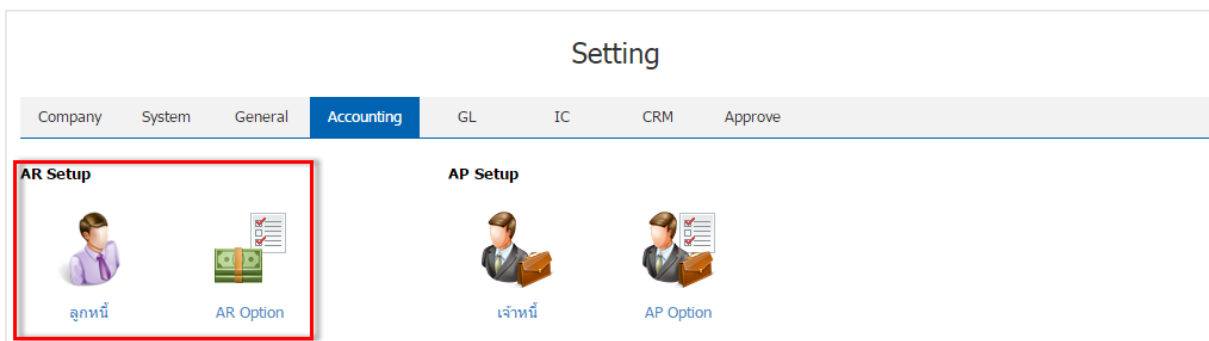 Setting
Company System General Accounting GL IC CRM Approve
AR Setup AP Setup
ลูกหนี้ AR Option เจ้าหนี้ AP Option